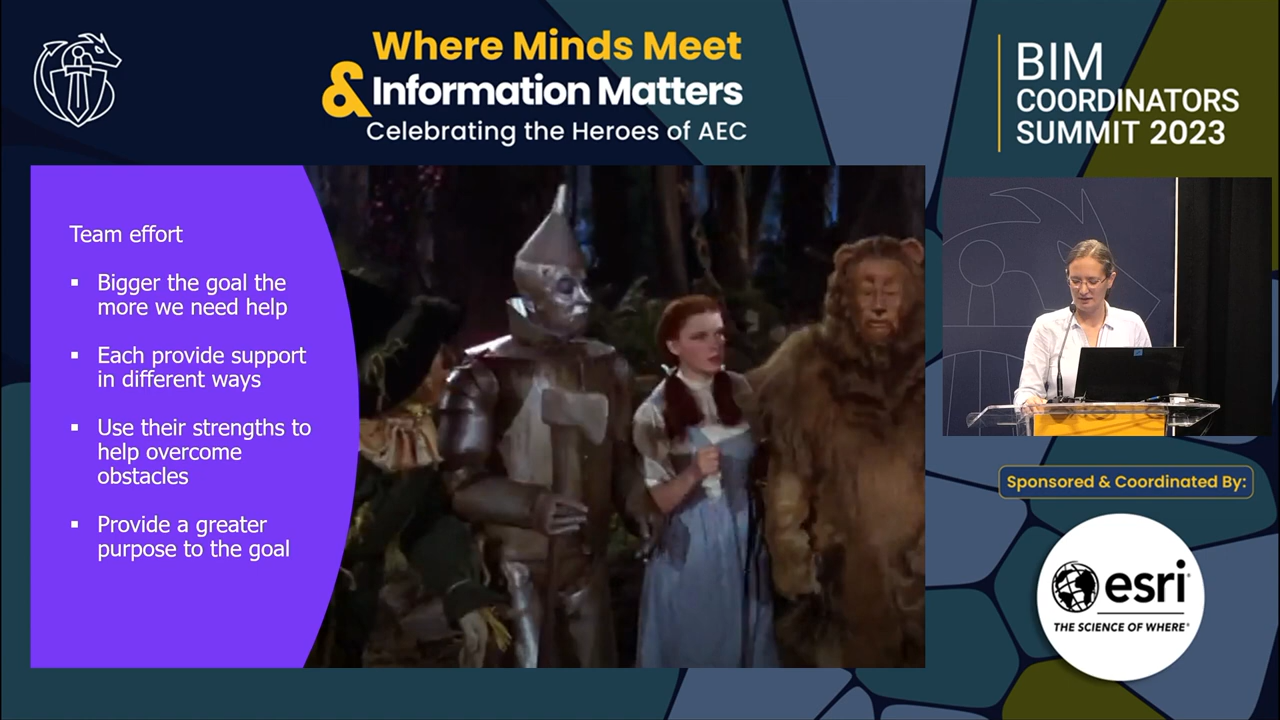 Where Minds Meet
& Information Matters
Celebrating the Heroes of AEC
BIM
COORDINATORS
SUMMIT 2023
Team effort
▪ Bigger the goal the
more we need help
▪ Each provide support
in different ways
▪ Use their strengths to
help overcome
obstacles
▪ Provide a greater
purpose to the goal
Sponsored & Coordinated By:
esri
THE SCIENCE OF WHERE®